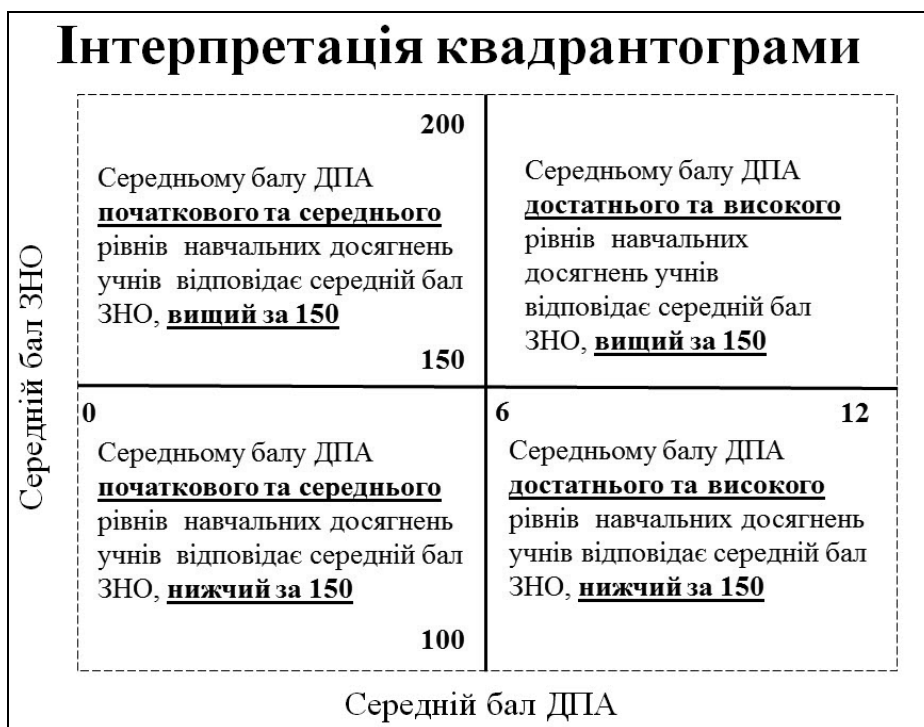 Інтерпретація квадрантограми
Середній бал ЗНО
200
Середньому балу ДПА
початкового та середнього
рівнів навчальних досягнень
учнів відповідає середній бал
ЗНО, вищий за 150
150
Середньому балу ДПА
достатнього та високого
рівнів навчальних
досягнень учнів
відповідає середній бал
ЗНО, вищий за 150
0
Середньому балу ДПА
початкового та середнього
рівнів навчальних досягнень
учнів відповідає середній бал
ЗНО, нижчий за 150
100
6 12
Середньому балу ДПА
достатнього та високого
рівнів навчальних досягнень
учнів відповідає середній бал
ЗНО, нижчий за 150
Середній бал ДПА